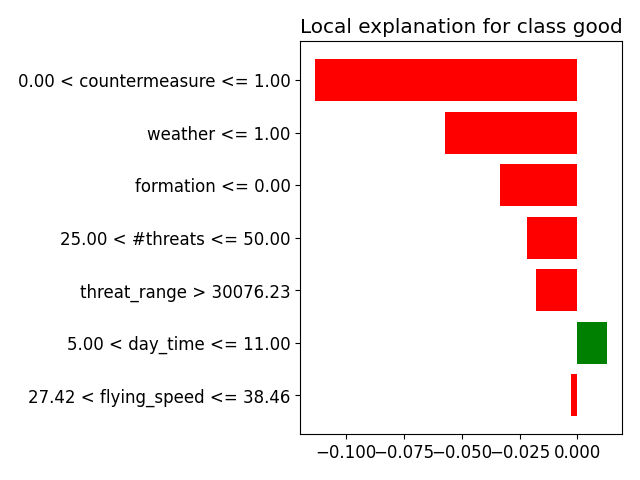 Local explanation for class good
0.00 < countermeasure <= 1.00
weather <= 1.00
formation <= 0.00
25.00 < #threats <= 50.00
threat_range > 30076.23
5.00 < day_time <= 11.00
27.42 < flying_speed <= 38.46
−0.100 −0.075 −0.050 −0.025 0.000